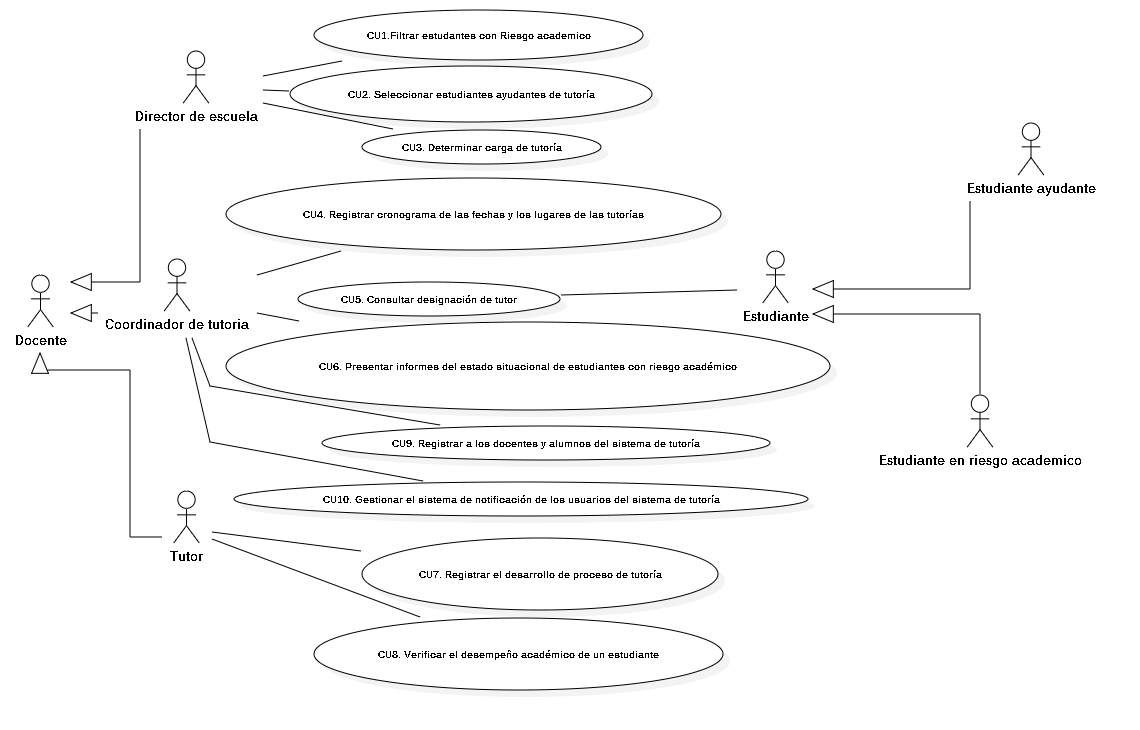 CU1.Filtrar estudantes con Riesgo academico
CU2. Seleccionar estudiantes ayudantes de tutoría
Director de escuela
CU3. Determinar carga de tutoría
Estudiante ayudante
CU4. Registrar cronograma de las fechas y los lugares de las tutorías
CU5. Consultar designación de tutor
Coordinador de tutoria
Estudiante
Docente
CU6. Presentar informes del estado situacional de estudiantes con riesgo académico
CU9. Registrar a los docentes y alumnos del sistema de tutoría
Estudiante en riesgo academico
CU10. Gestionar el sistema de notificación de los usuarios del sistema de tutoría
Tutor
CU7. Registrar el desarrollo de proceso de tutoría
CU8. Verificar el desempeño académico de un estudiante